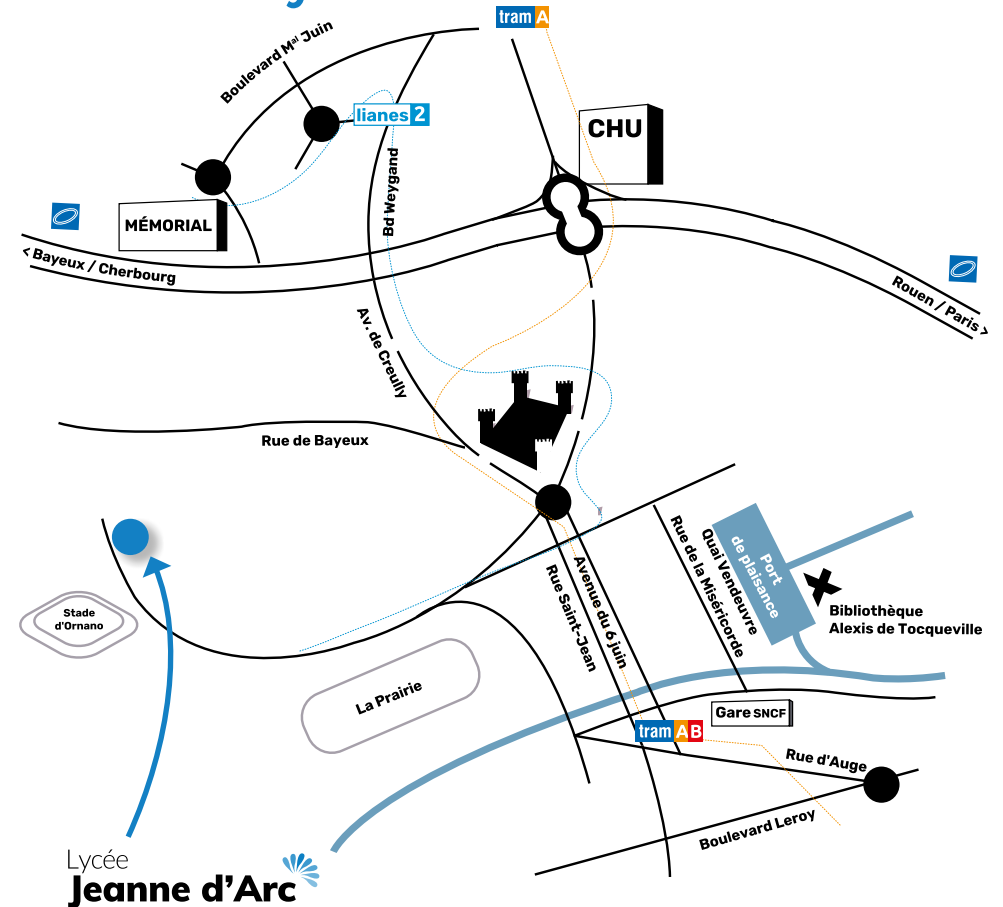 tram A
Boulevard Mal Juin
lianes 2
CHU
Bd Weygand
MÉMORIAL
< Bayeux / Cherbourg
Rouen / Paris >
Av. de Creully
Rue de Bayeux
Port
de plaisance
Quai Vendeuvre
Rue de la Miséricorde
Avenue du 6 juin
Rue Saint-Jean
Bibliothèque
Alexis de Tocqueville
Stade
d'Ornano
La Prairie
Gare SNCF
tram A B
Rue d'Auge
Boulevard Leroy
Lycée
Jeanne d'Arc